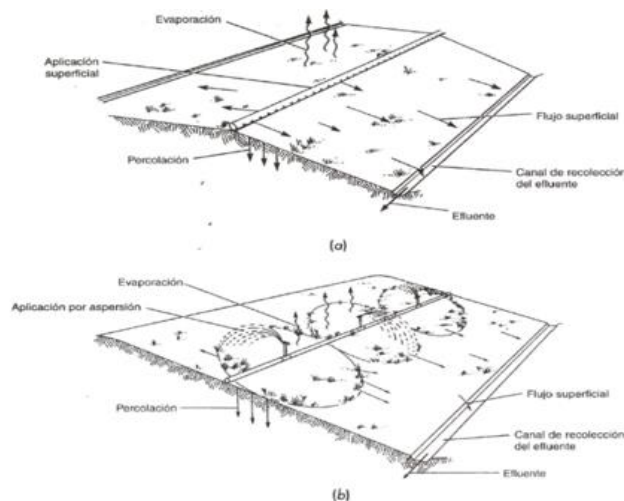 Evaporación
Aplicación
superficial
Flujo superficial
Percolación
Canal de recolección
del efluente
Efluente
(a)
Evaporación
Aplicación por aspersión
Percolación
Flujo superficial
Canal de recolección
del efluente
Efluente
(b)